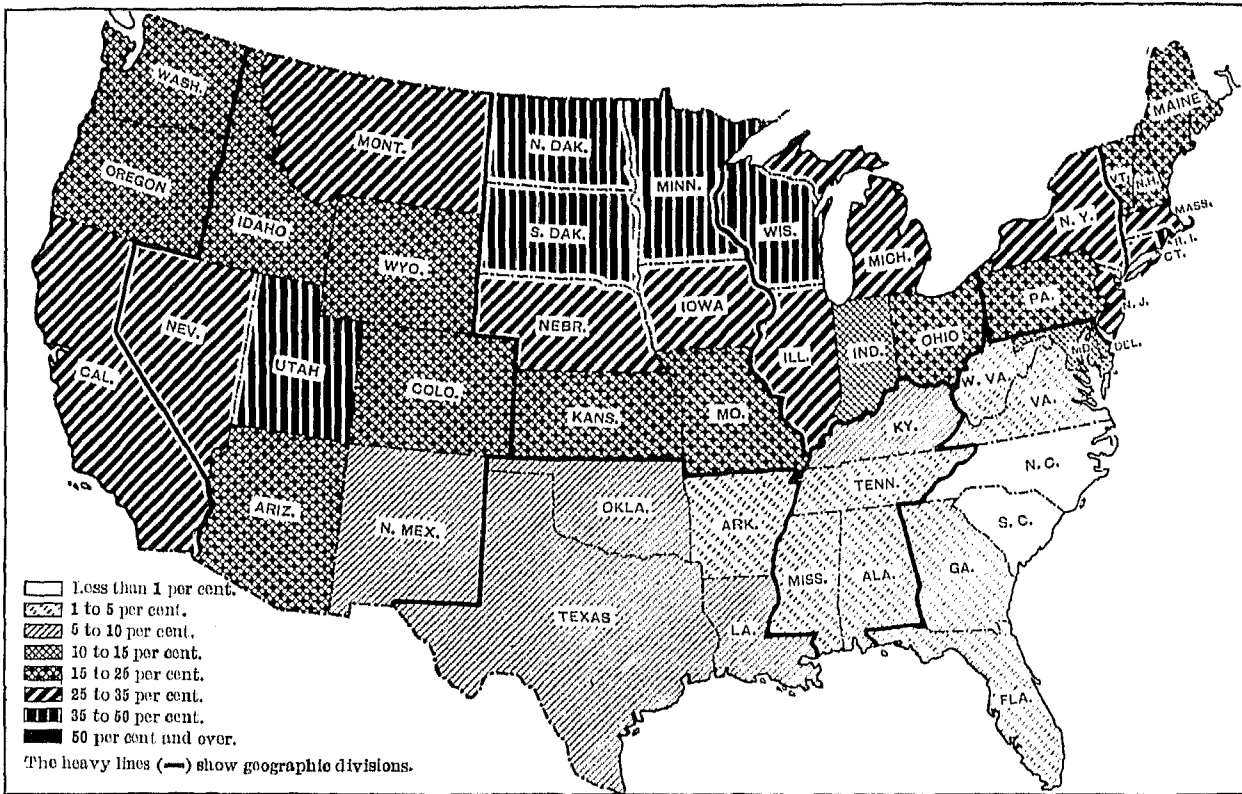 WASH.
OREGON
IDAHO
MONT.
WYO.
CAL.
NEV.
UTAH
COLO.
ARIZ.
N. MEX.
N. DAK.
S. DAK.
NEBR.
KANS.
MINN.
IOWA
MO.
WIS.
ILL.
MICH.
IND.
OHIO
OKLA.
TEXAS
ARK.
LA.
KY.
TENN.
MISS.
ALA.
MAINE
VT.
N.H.
MASS.
R. I.
CT.
N. Y.
N. J.
PA.
DEL.
MD.
W. VA.
VA.
N. C.
S. C.
GA.
FLA.
Less than 1 per cent.
1 to 5 per cent.
5 to 10 per cent.
10 to 15 per cent.
15 to 25 per cent.
25 to 35 per cent.
35 to 50 per cent.
50 per cent and over.
The heavy lines (—) show geographic divisions.